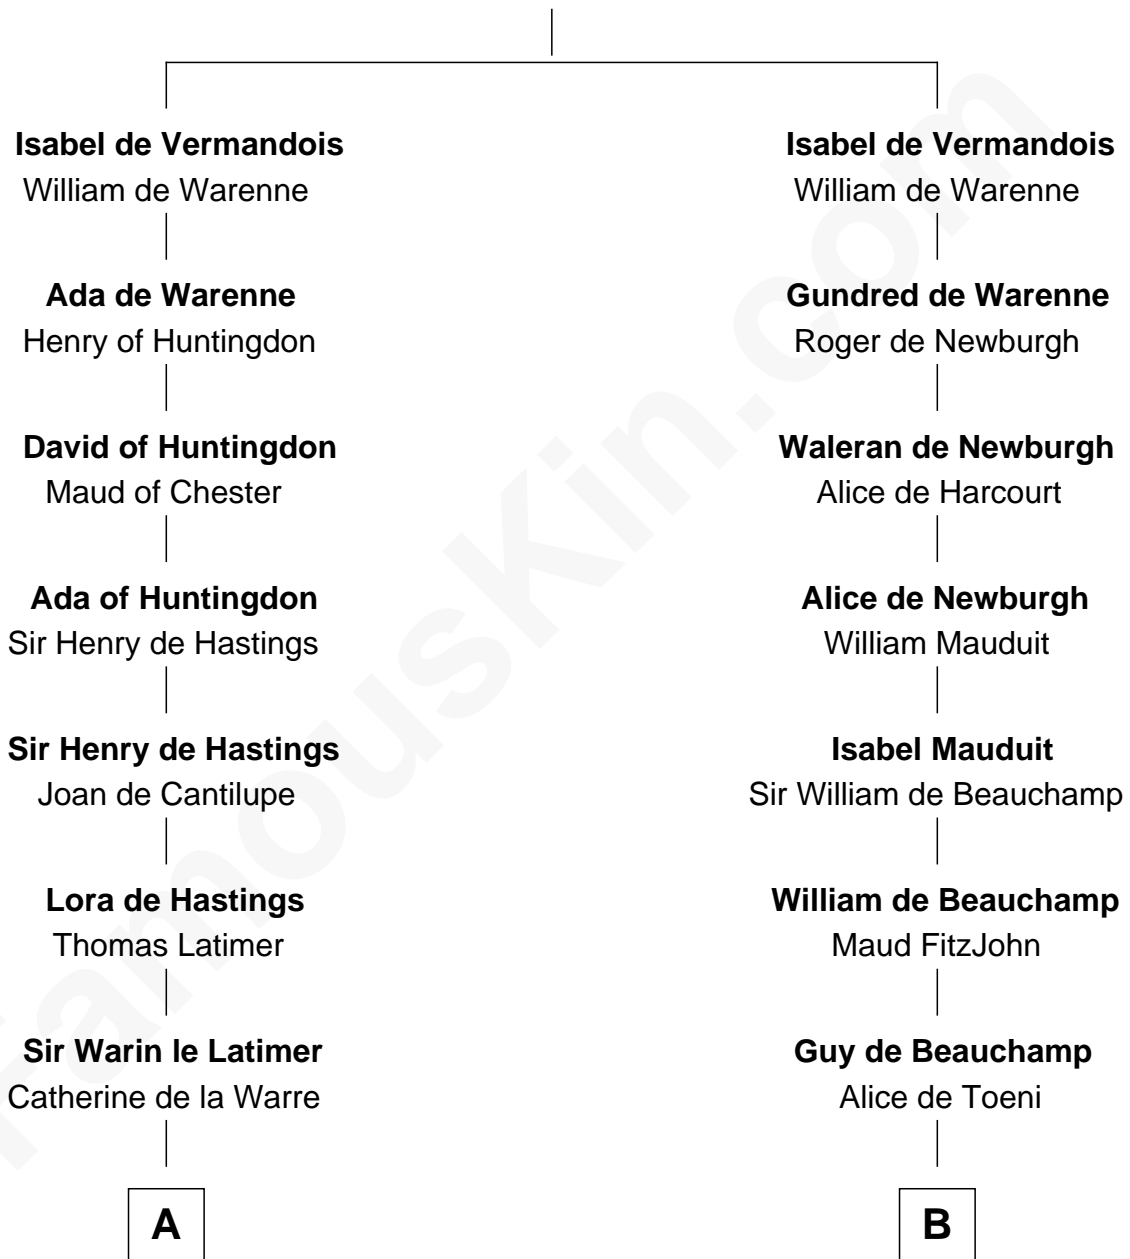 Isabel de Vermandois
William de Warenne
Ada de Warenne
Henry of Huntingdon
David of Huntingdon
Maud of Chester
Ada of Huntingdon
Sir Henry de Hastings
Sir Henry de Hastings
Joan de Cantilupe
Lora de Hastings
Thomas Latimer
Sir Warin le Latimer
Catherine de la Warre
A
Isabel de Vermandois
William de Warenne
Gundred de Warenne
Roger de Newburgh
Waleran de Newburgh
Alice de Harcourt
Alice de Newburgh
William Mauduit
Isabel Mauduit
Sir William de Beauchamp
William de Beauchamp
Maud FitzJohn
Guy de Beauchamp
Alice de Toeni
B
FamousKin.com